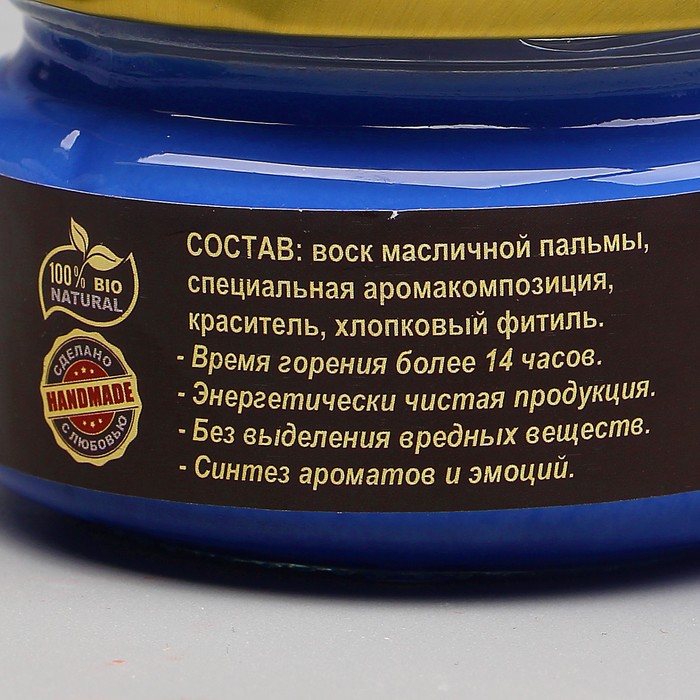 100% BIO
NATURAL
СДЕЛАНО
HANDMADE
С ЛЮБОВЬЮ
СОСТАВ: воск масличной пальмы,
специальная аромакомпозиция,
краситель, хлопковый фитиль.
- Время горения более 14 часов.
- Энергетически чистая продукция.
- Без выделения вредных веществ.
- Синтез ароматов и эмоций.